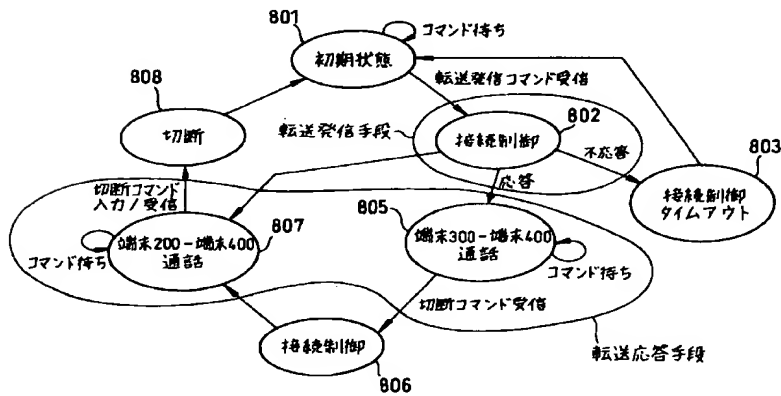 801
コマンド待ち
初期状態
808
転送発信コマンド受信
802
切断
転送発信手段
接続制御
不応答
803
応答
接続制御
タイムアウト
切断コマンド
入力/受信
805
807
端末200-端末400
通話
端末300-端末400
通話
コマンド待ち
コマンド待ち
切断コマンド受信
接続制御
転送応答手段
806